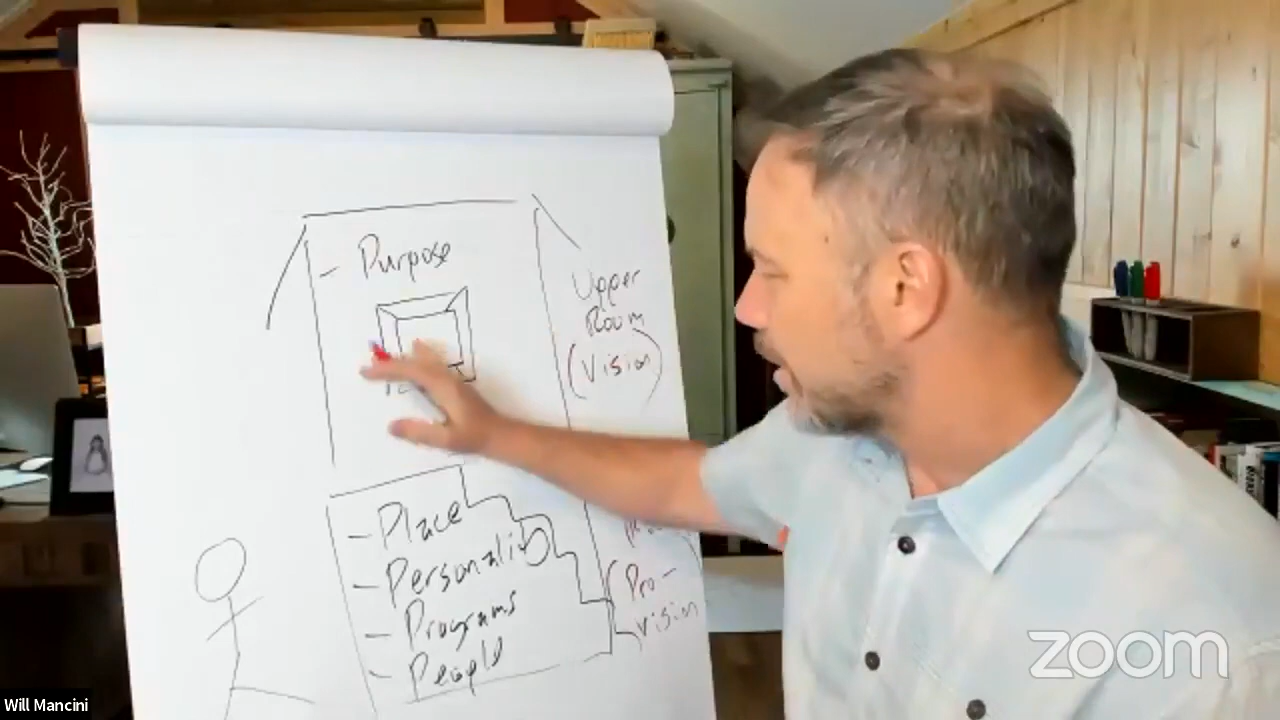 - Purpose
Upper
Room
(Vision)
- Place
- Personality
- Programs
- People
(Pro-
vision
zoom
Will Mancini